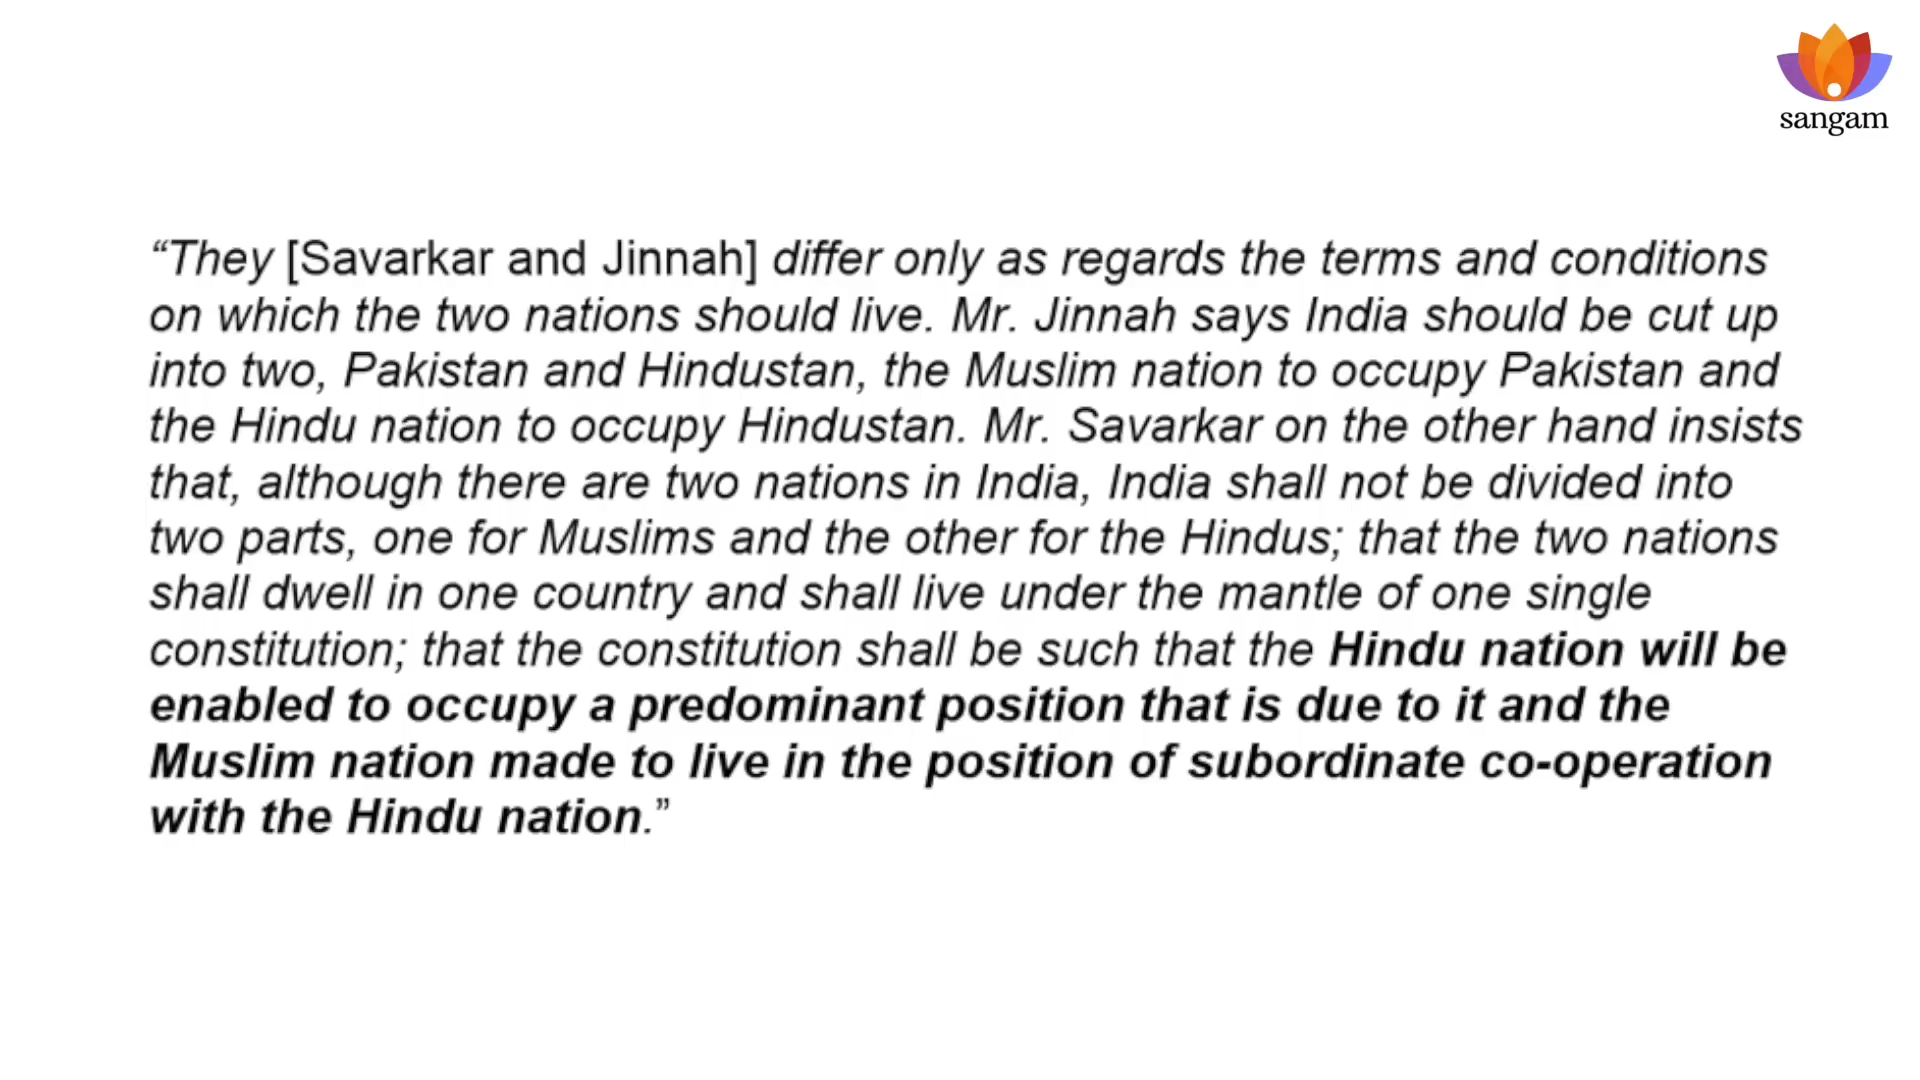 sangam
“They [Savarkar and Jinnah] differ only as regards the terms and conditions
on which the two nations should live. Mr. Jinnah says India should be cut up
into two, Pakistan and Hindustan, the Muslim nation to occupy Pakistan and
the Hindu nation to occupy Hindustan. Mr. Savarkar on the other hand insists
that, although there are two nations in India, India shall not be divided into
two parts, one for Muslims and the other for the Hindus; that the two nations
shall dwell in one country and shall live under the mantle of one single
constitution; that the constitution shall be such that the Hindu nation will be
enabled to occupy a predominant position that is due to it and the
Muslim nation made to live in the position of subordinate co-operation
with the Hindu nation.”